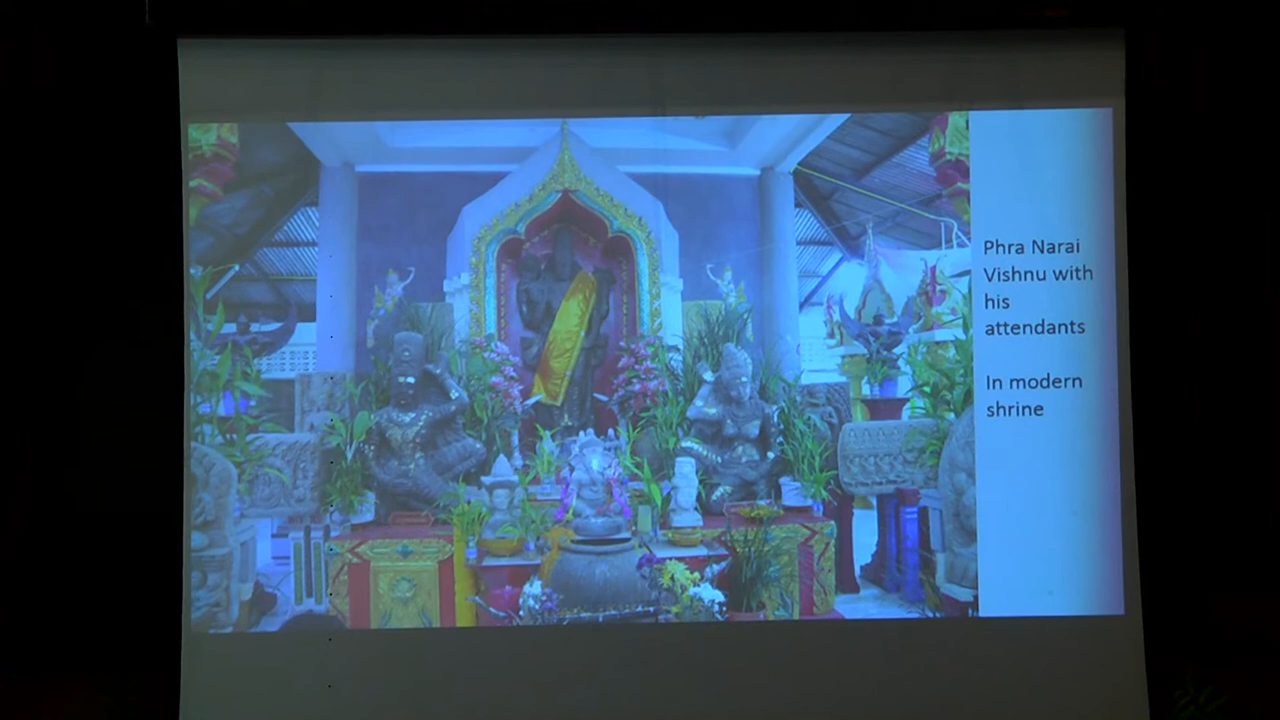 Phra Narai
Vishnu with
his
attendants
In modern
shrine